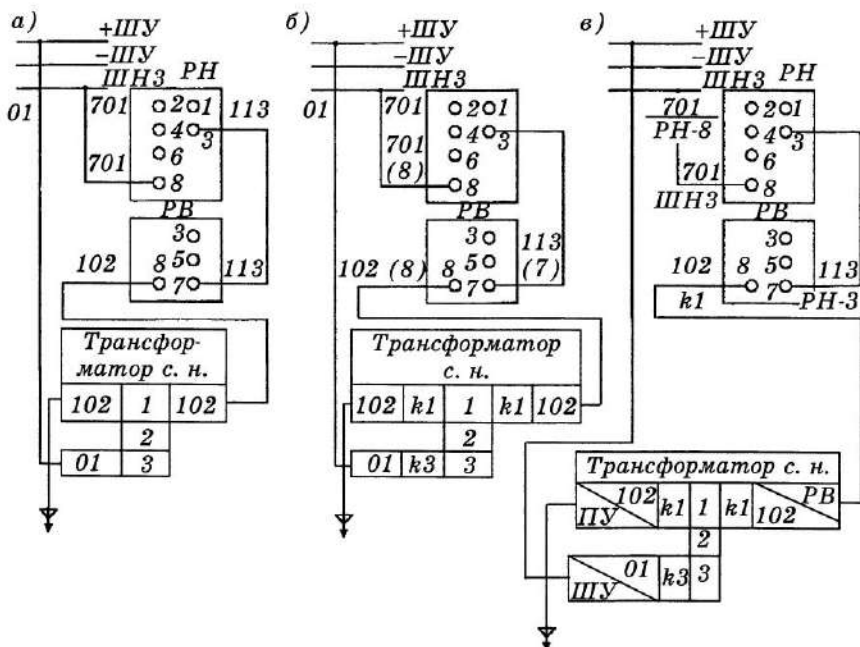 а)
+ШУ
−ШУ
ШНЗ РН
01
701
2 1
113
4
3
6
701
8
РВ
3
5
102
8
7
113
Трансфор-
матор с. н.
102 1 102
2
01 3
б)
+ШУ
−ШУ
ШНЗ
01
701
2 1
4
3
701
(8)
6
8
РВ
3
5
113
(7)
102 (8)
8
7
Трансформатор
с. н.
102 k1 1 k1 102
2
01 k3 3
в)
+ШУ
−ШУ
ШНЗ РН
701
РН-8
2 1
4
3
6
701
8
ШНЗ
РВ
3
5
102
8
7
113
k1
РН-3
Трансформатор с. н.
102
ПУ
k1 1 k1
РВ
102
2
01
ШУ
k3 3